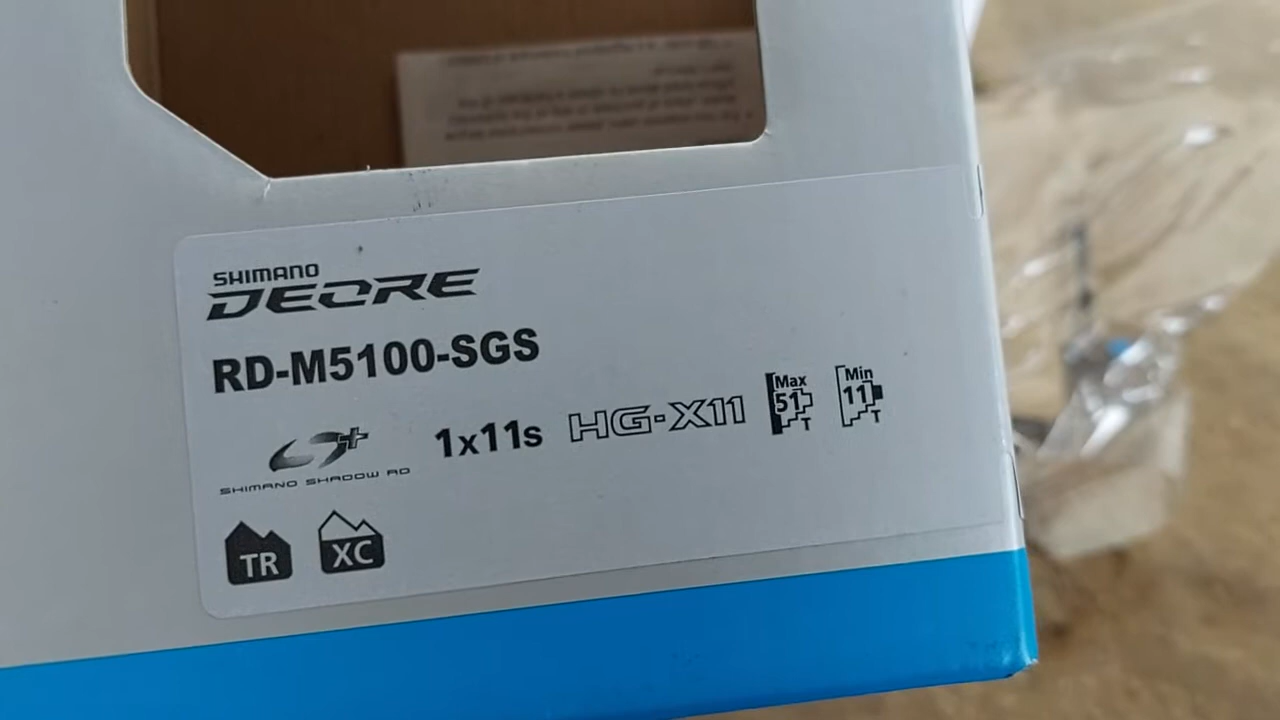 SHIMANO
DEORE
RD-M5100-SGS
SHIMANO SHADOW RD
1x11s
HG-X11
Max
51
T
Min
11
T
TR
XC